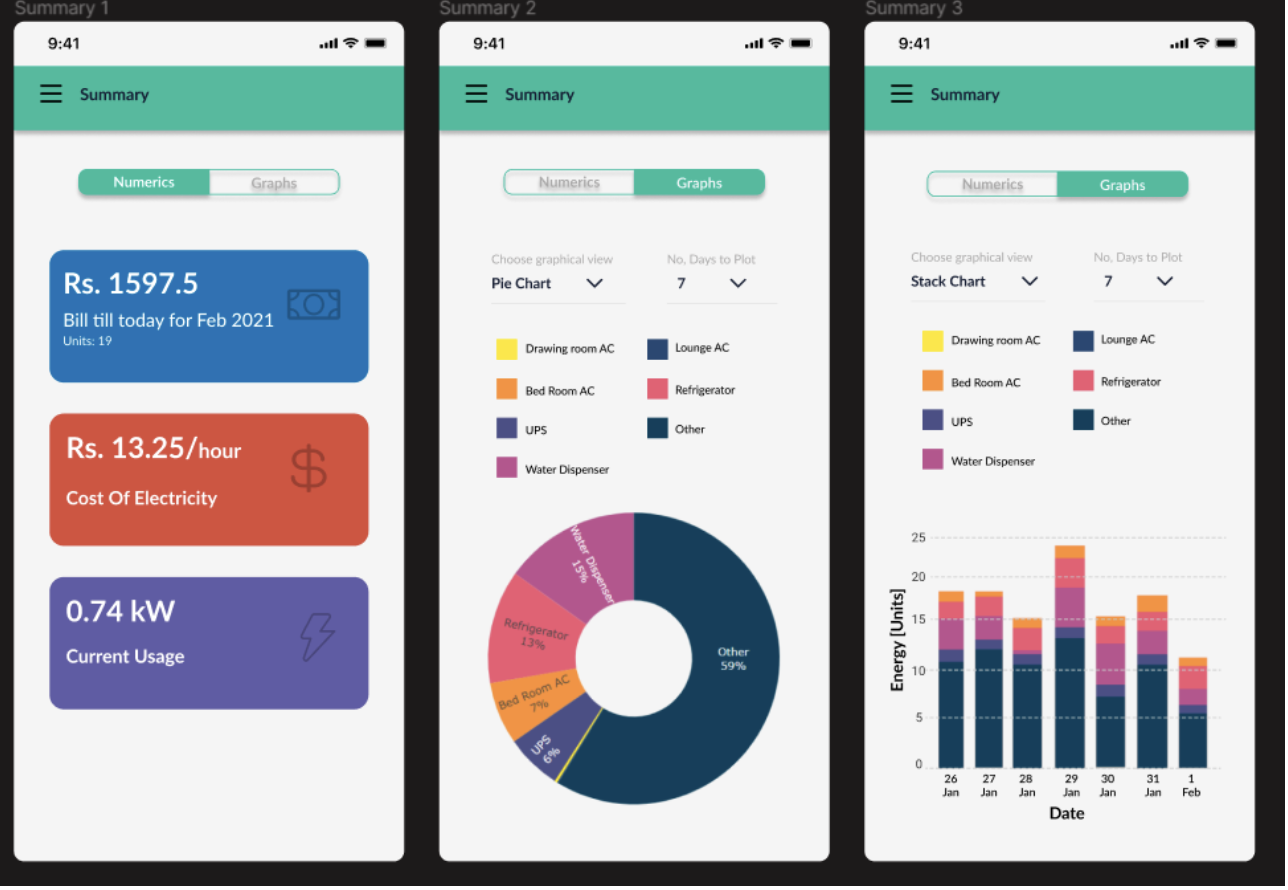 Summary 1
9:41
Summary
Numerics
Graphs
Rs. 1597.5
Bill till today for Feb 2021
Units: 19
Rs. 13.25/hour
Cost Of Electricity
0.74 kW
Current Usage
Summary 2
9:41
Summary
Numerics
Graphs
Choose graphical view
No, Days to Plot
Pie Chart
7
Drawing room AC
Lounge AC
Bed Room AC
Refrigerator
UPS
Other
Water Dispenser
Water Dispenser
15%
Refrigerator
13%
Bed Room AC
7%
UPS
6%
Other
59%
Summary 3
9:41
Summary
Numerics
Graphs
Choose graphical view
No, Days to Plot
Stack Chart
7
Drawing room AC
Lounge AC
Bed Room AC
Refrigerator
UPS
Other
Water Dispenser
Energy [Units]
25
20
15
10
5
0
26 Jan
27 Jan
28 Jan
29 Jan
30 Jan
31 Jan
1 Feb
Date